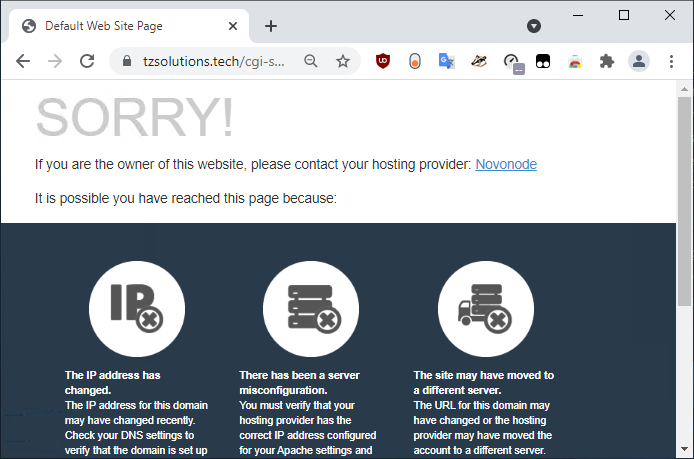 Default Web Site Page
tzsolutions.tech/cgi-s...
SORRY!
If you are the owner of this website, please contact your hosting provider: Novonode
It is possible you have reached this page because:
IP
The IP address has
changed.
The IP address for this domain
may have changed recently.
Check your DNS settings to
verify that the domain is set up
There has been a server
misconfiguration.
You must verify that your
hosting provider has the
correct IP address configured
for your Apache settings and
The site may have moved to
a different server.
The URL for this domain may
have changed or the hosting
provider may have moved the
account to a different server.